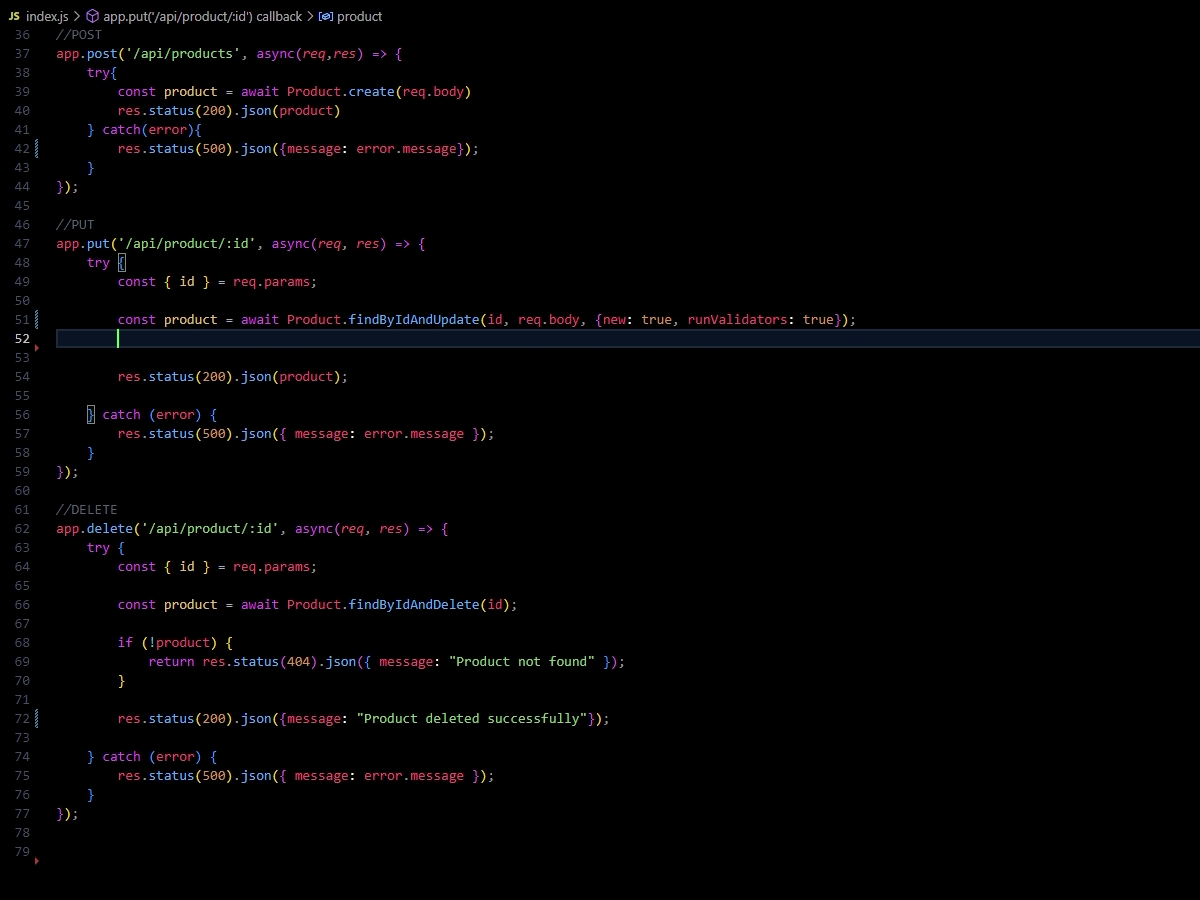 JS index.js > app.put('/api/product/:id') callback > product
36 //POST
37 app.post('/api/products', async(req,res) => {
38 try{
39 const product = await Product.create(req.body)
40 res.status(200).json(product)
41 } catch(error){
42 res.status(500).json({message: error.message});
43 }
44 });
45
46 //PUT
47 app.put('/api/product/:id', async(req, res) => {
48 try {
49 const { id } = req.params;
50
51 const product = await Product.findByIdAndUpdate(id, req.body, {new: true, runValidators: true});
52
53
54 res.status(200).json(product);
55
56 } catch (error) {
57 res.status(500).json({ message: error.message });
58 }
59 });
60
61 //DELETE
62 app.delete('/api/product/:id', async(req, res) => {
63 try {
64 const { id } = req.params;
65
66 const product = await Product.findByIdAndDelete(id);
67
68 if (!product) {
69 return res.status(404).json({ message: "Product not found" });
70 }
71
72 res.status(200).json({message: "Product deleted successfully"});
73
74 } catch (error) {
75 res.status(500).json({ message: error.message });
76 }
77 });
78
79